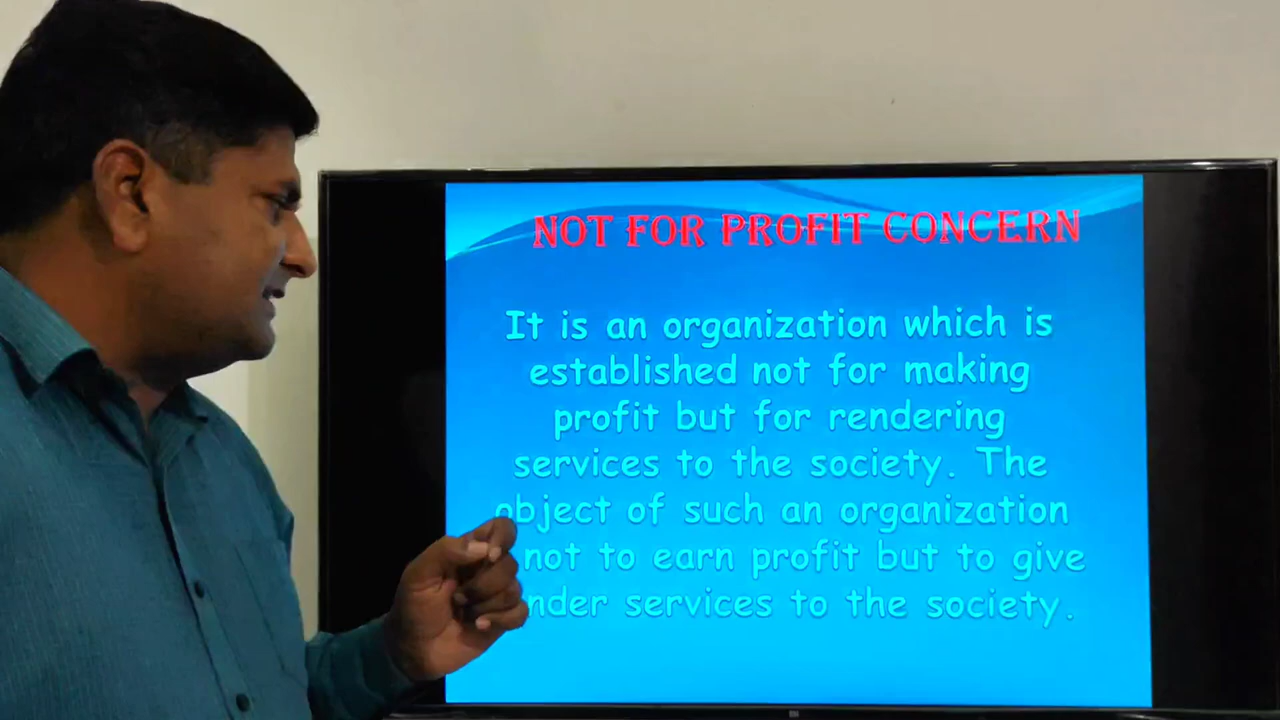 NOT FOR PROFIT CONCERN
It is an organization which is
established not for making
profit but for rendering
services to the society. The
object of such an organization
not to earn profit but to give
services to the society.